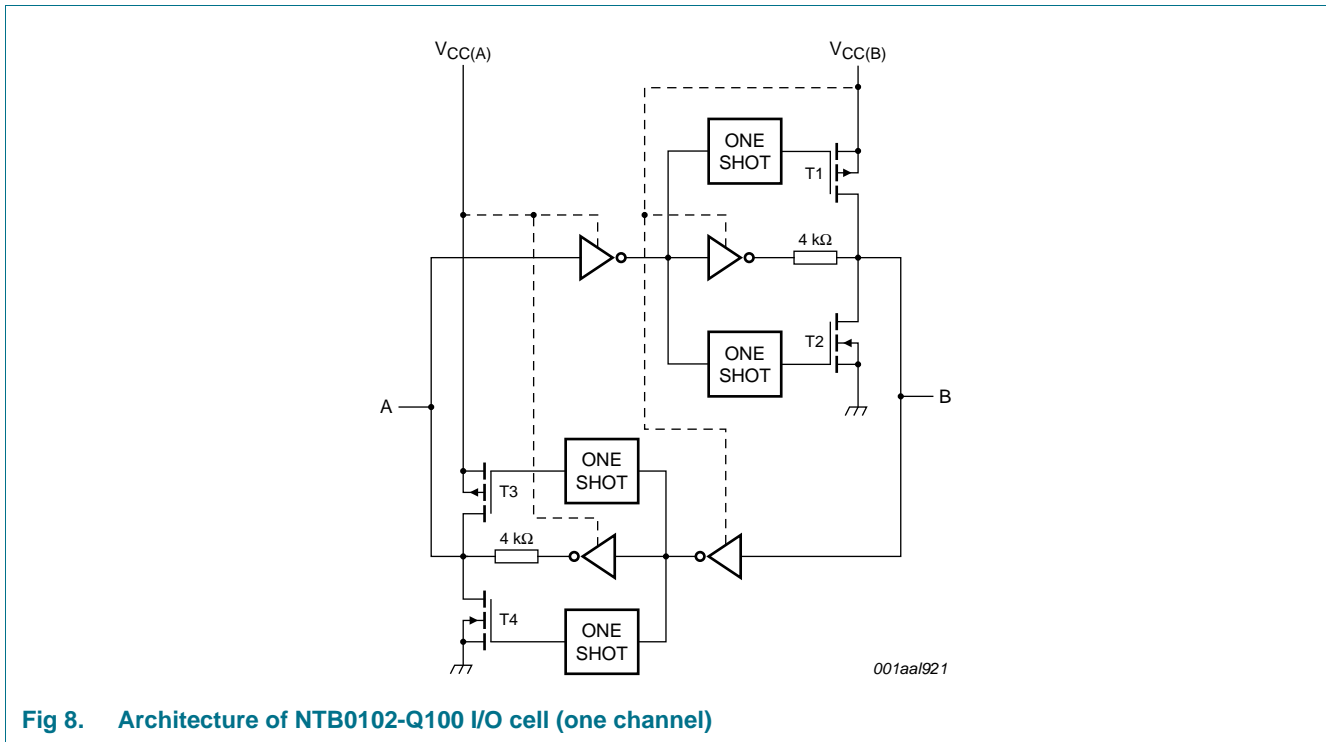 VCC(A)
VCC(B)
ONE
SHOT
T1
4 kΩ
ONE
SHOT
T2
A
B
ONE
SHOT
T3
4 kΩ
T4
ONE
SHOT
001aal921
Fig 8. Architecture of NTB0102-Q100 I/O cell (one channel)